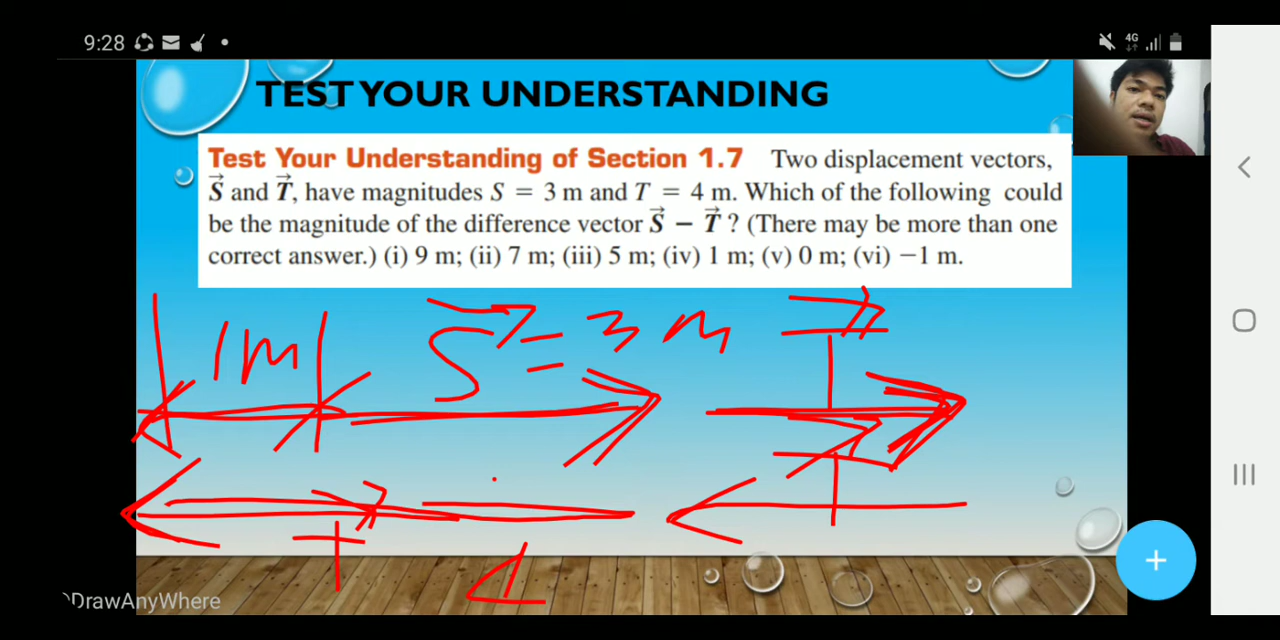 9:28
4G
TEST YOUR UNDERSTANDING
Test Your Understanding of Section 1.7 Two displacement vectors,
S⃗ and T⃗, have magnitudes S = 3 m and T = 4 m. Which of the following could
be the magnitude of the difference vector S⃗ − T⃗ ? (There may be more than one
correct answer.) (i) 9 m; (ii) 7 m; (iii) 5 m; (iv) 1 m; (v) 0 m; (vi) −1 m.
1m S⃗ = 3 m T⃗
T⃗
T⃗ 4
DrawAnyWhere